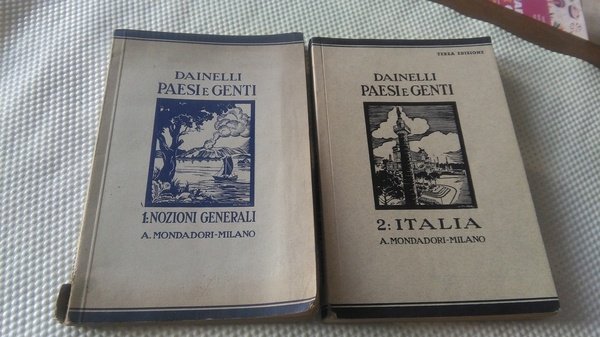 DAINELLI
PAESI E GENTI
1: NOZIONI GENERALI
A. MONDADORI-MILANO
TERZA EDIZIONE
DAINELLI
PAESI E GENTI
2: ITALIA
A. MONDADORI-MILANO